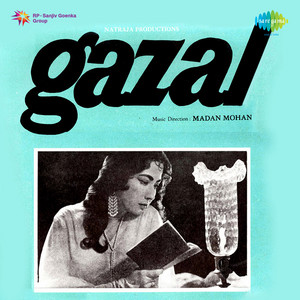 RP- Sanjiv Goenka
Group
SAREGAMA
NATRAJA PRODUCTIONS'
gazal
Music Direction : MADAN MOHAN